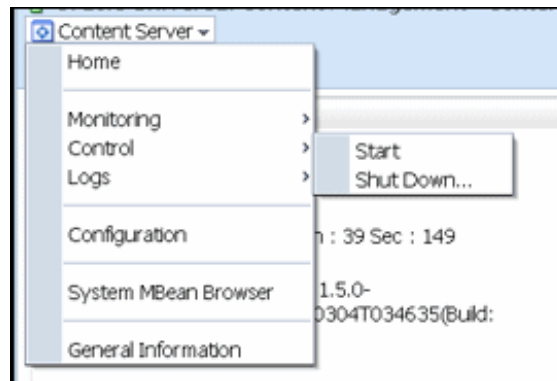 Content Server
Home
Monitoring
Control
Logs
Start
Shut Down...
Configuration
: 39 Sec : 149
System MBean Browser
1.5.0-
0304T034635(Build:
General Information